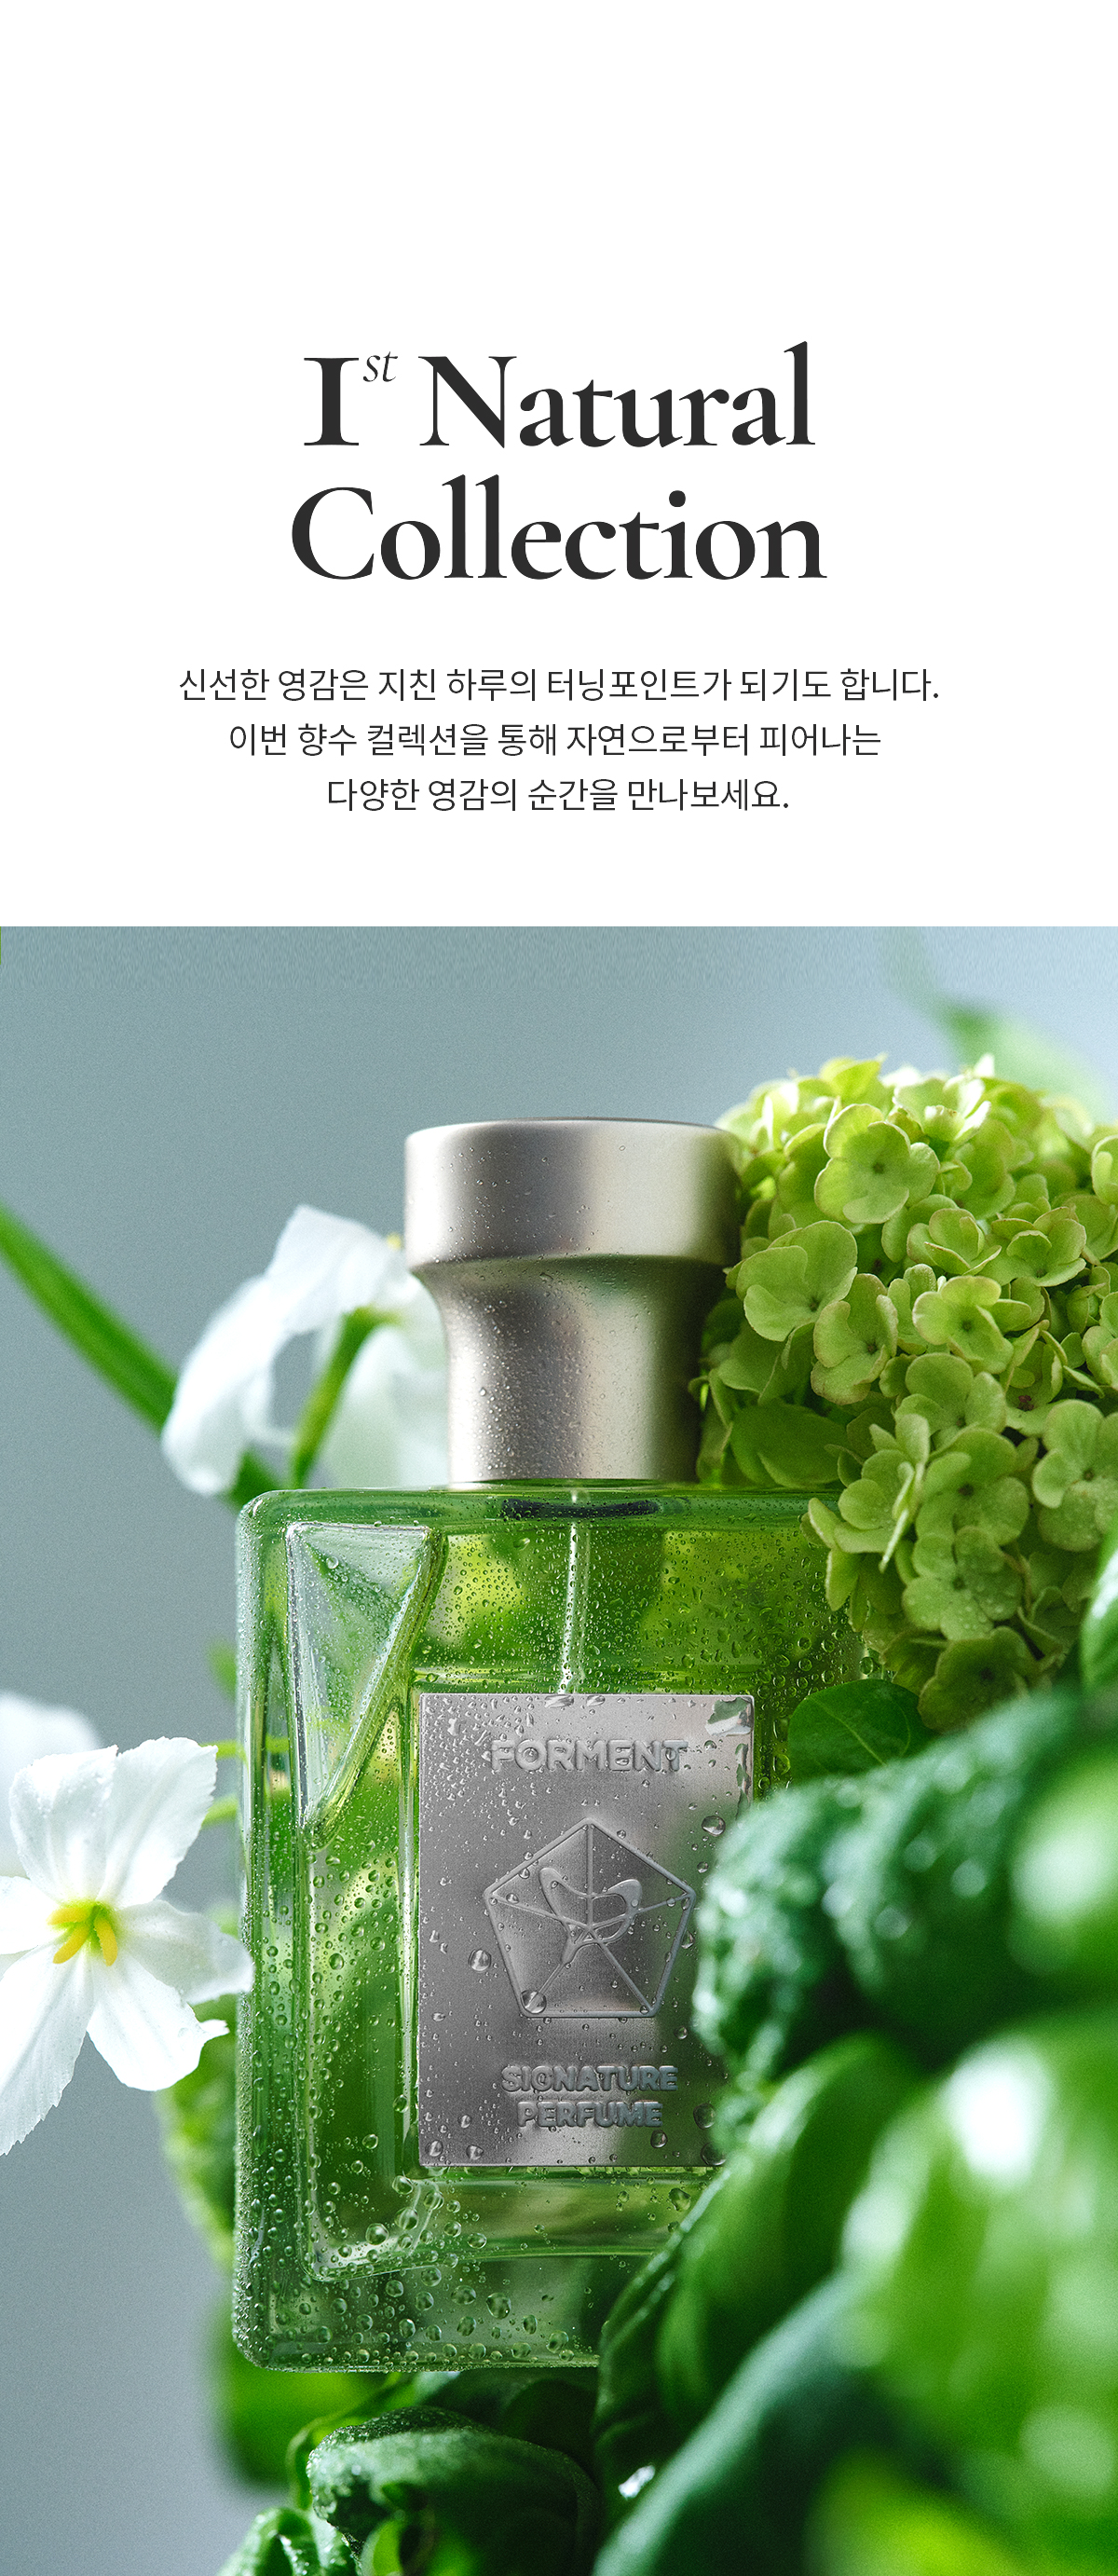 1st Natural
Collection
신선한 영감은 지친 하루의 터닝포인트가 되기도 합니다.
이번 향수 컬렉션을 통해 자연으로부터 피어나는
다양한 영감의 순간을 만나보세요.
FORMENT
SIGNATURE
PERFUME